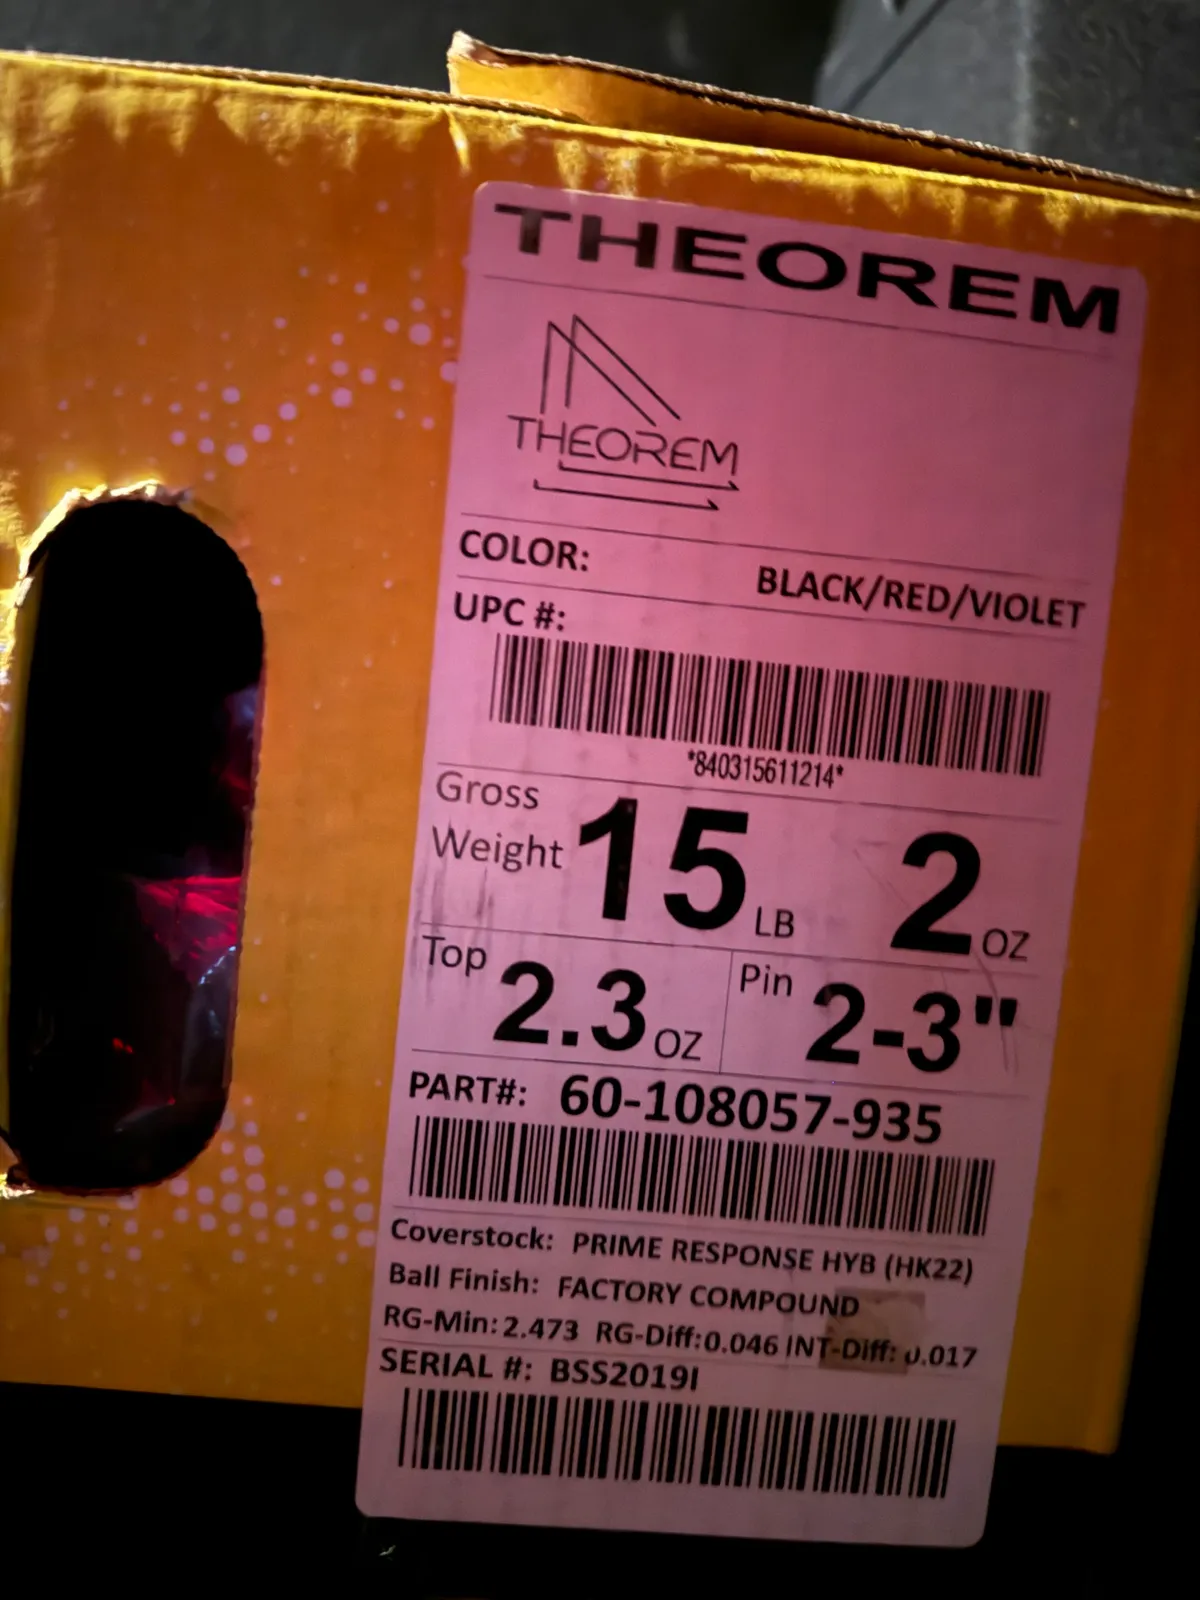 THEOREM
THEOREM
COLOR: BLACK/RED/VIOLET
UPC #:
*840315611214*
Gross Weight 15 LB 2 OZ
Top 2.3 OZ Pin 2-3"
PART#: 60-108057-935
Coverstock: PRIME RESPONSE HYB (HK22)
Ball Finish: FACTORY COMPOUND
RG-Min: 2.473 RG-Diff:0.046 INT-Diff: 0.017
SERIAL #: BSS2019I